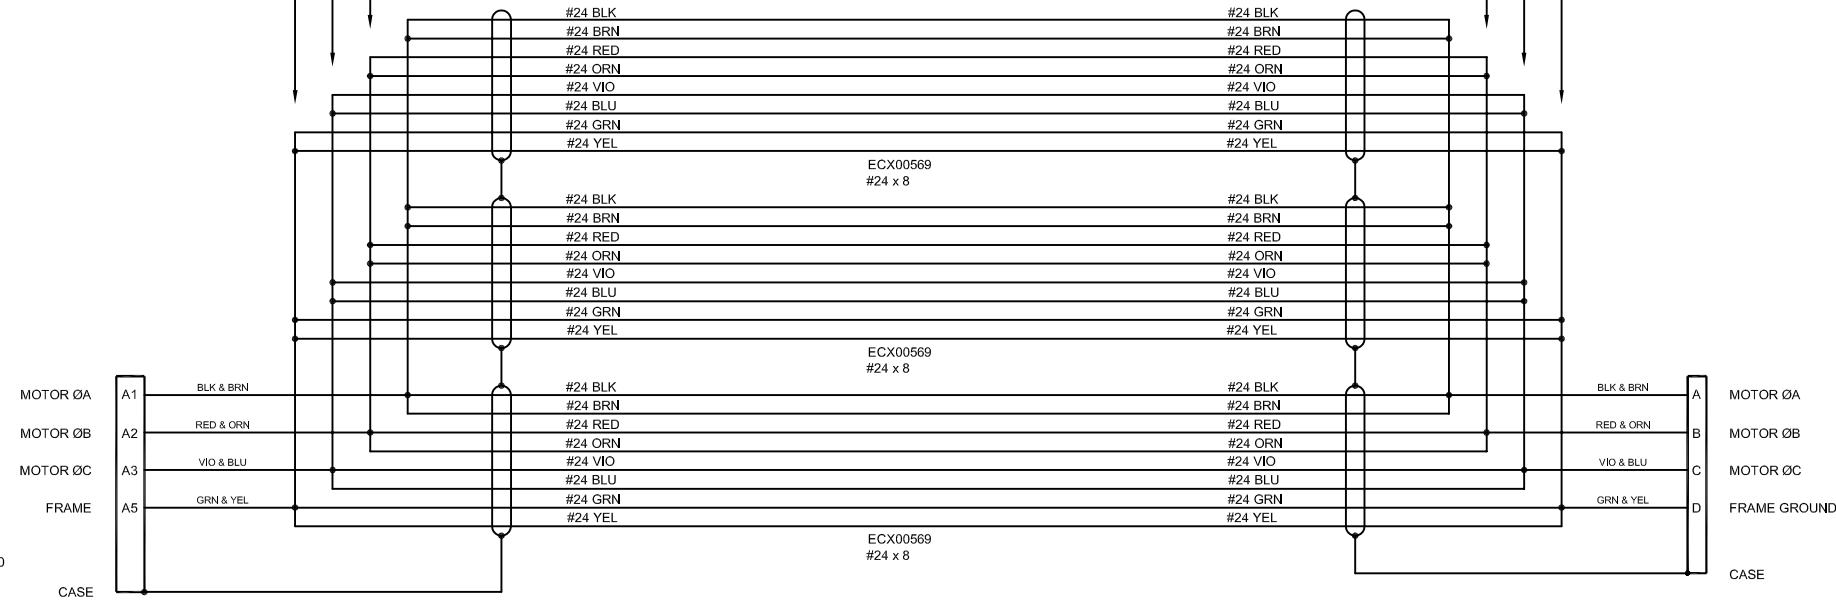 #24 BLK #24 BLK
#24 BRN #24 BRN
#24 RED #24 RED
#24 ORN #24 ORN
#24 VIO #24 VIO
#24 BLU #24 BLU
#24 GRN #24 GRN
#24 YEL #24 YEL
ECX00569
#24 x 8
#24 BLK #24 BLK
#24 BRN #24 BRN
#24 RED #24 RED
#24 ORN #24 ORN
#24 VIO #24 VIO
#24 BLU #24 BLU
#24 GRN #24 GRN
#24 YEL #24 YEL
ECX00569
#24 x 8
#24 BLK #24 BLK
MOTOR ØA A1 BLK & BRN BLK & BRN A MOTOR ØA
#24 BRN #24 BRN
#24 RED #24 RED
MOTOR ØB A2 RED & ORN RED & ORN B MOTOR ØB
#24 ORN #24 ORN
#24 VIO #24 VIO
MOTOR ØC A3 VIO & BLU VIO & BLU C MOTOR ØC
#24 BLU #24 BLU
#24 GRN #24 GRN
FRAME A5 GRN & YEL GRN & YEL D FRAME GROUND
#24 YEL #24 YEL
ECX00569
#24 x 8
CASE
CASE